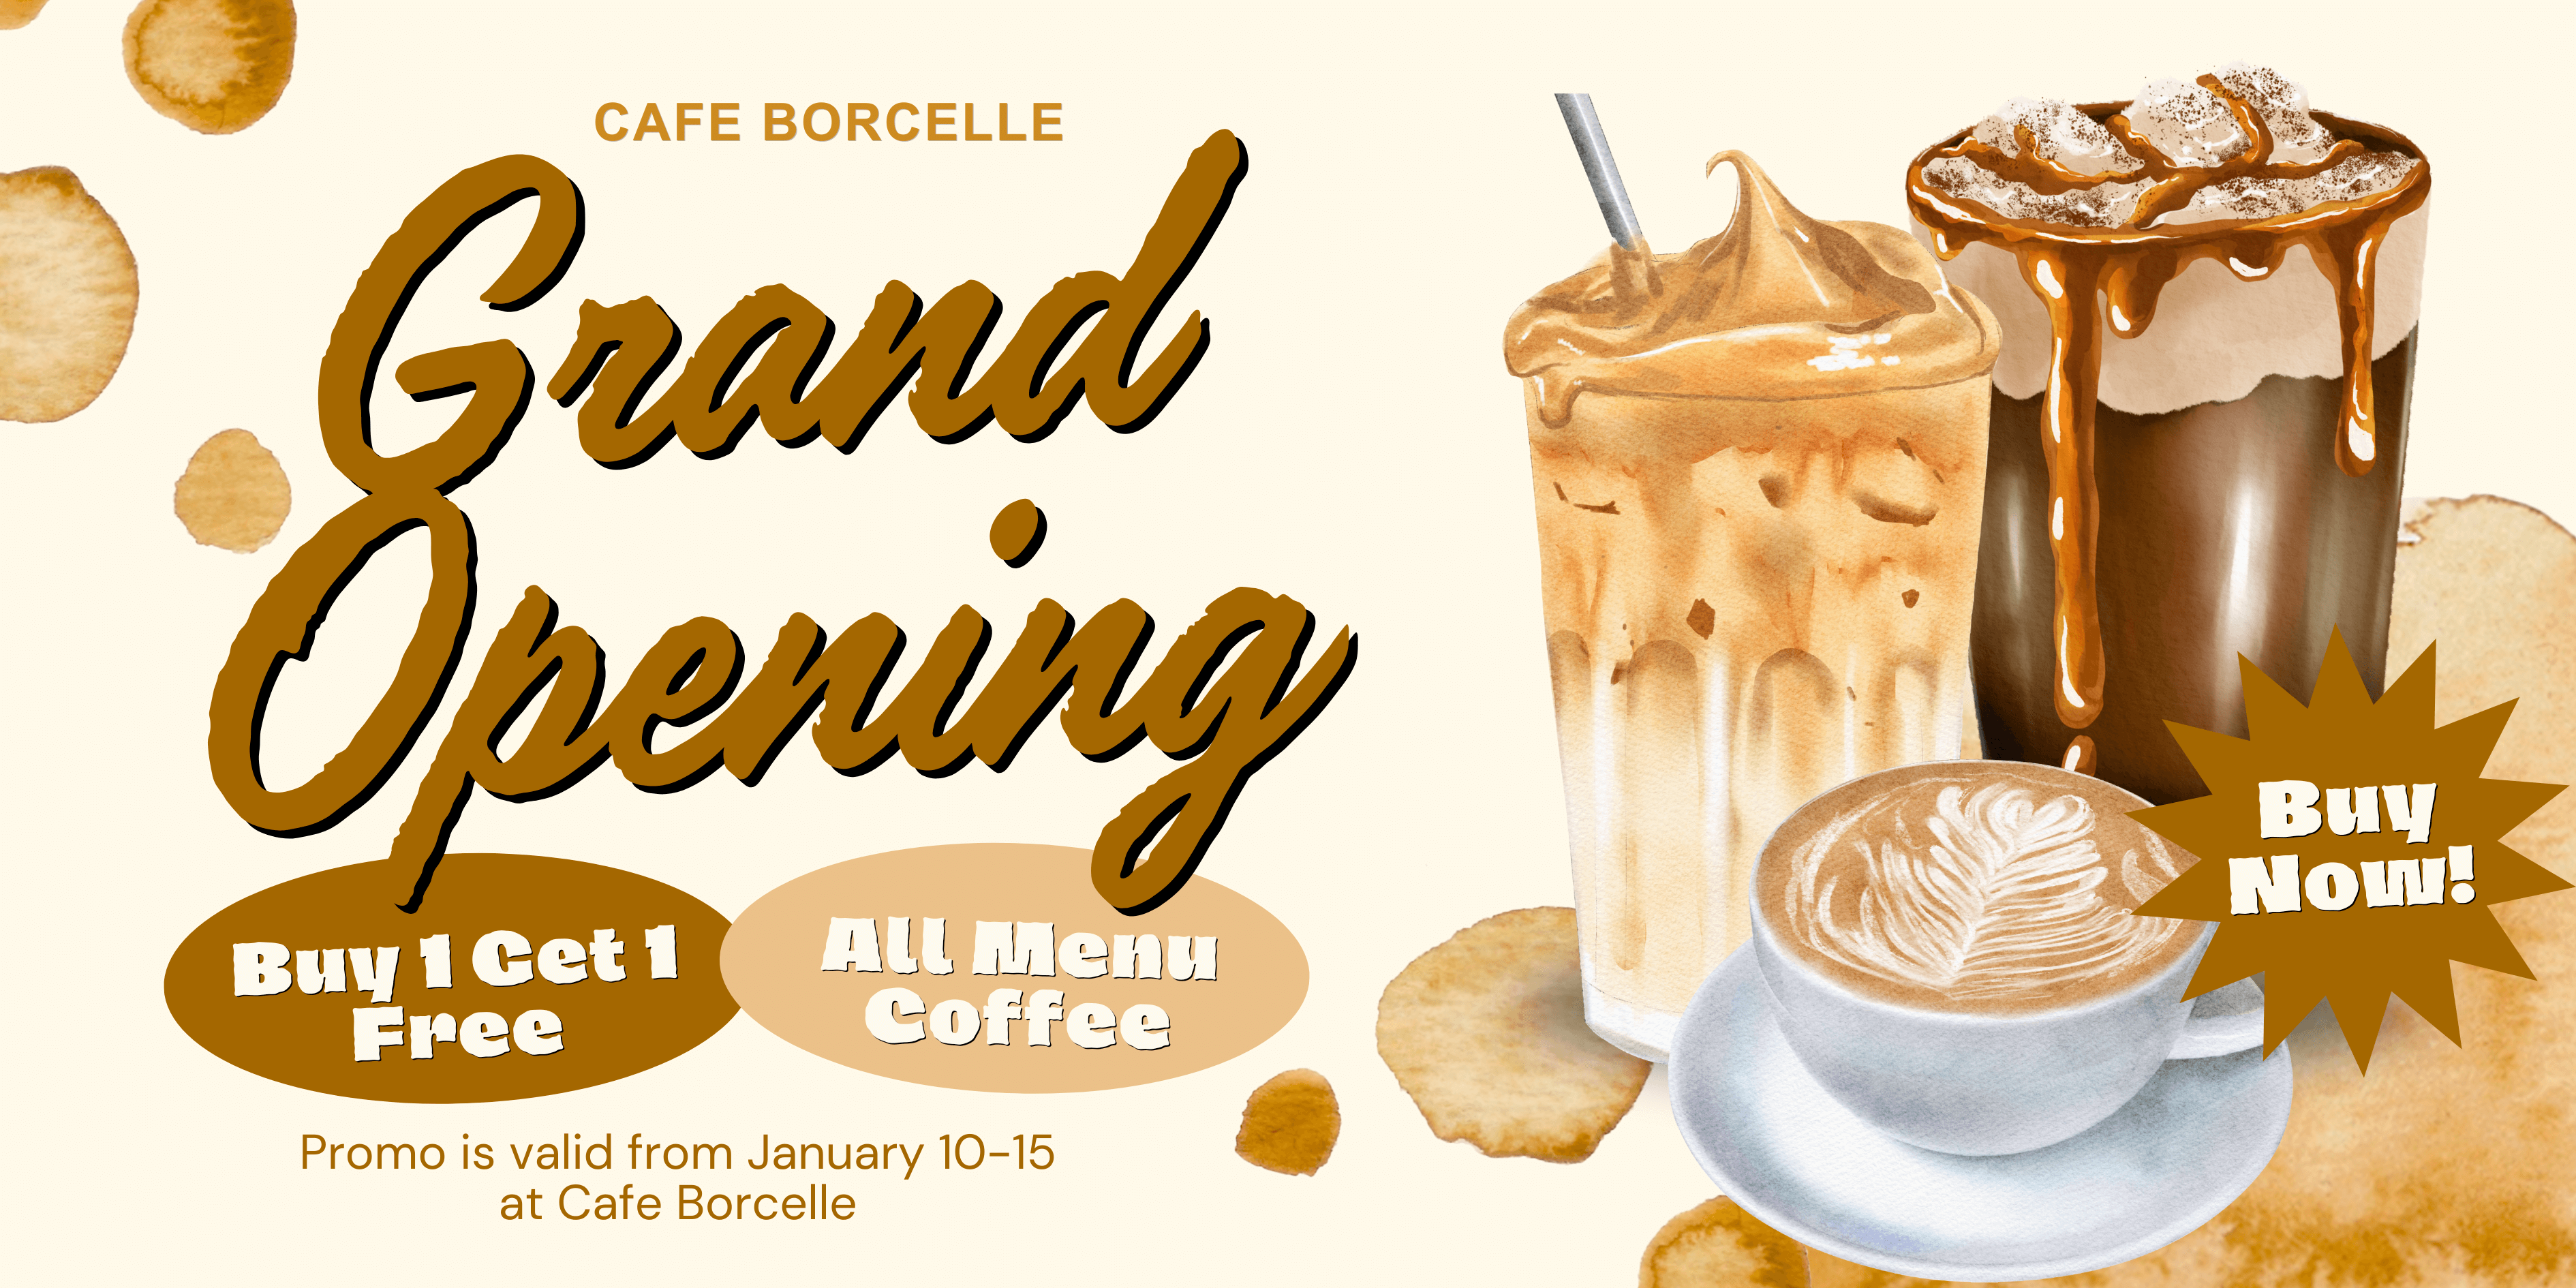 CAFE BORCELLE
Grand
Opening
Buy 1 Get 1
Free
All Menu
Coffee
Buy
Now!
Promo is valid from January 10-15
at Cafe Borcelle